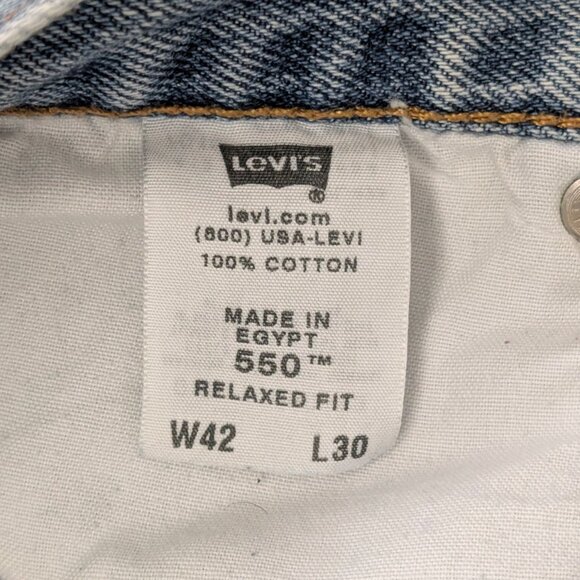 Levi's
®
levi.com
(800) USA-LEVI
100% COTTON
MADE IN
EGYPT
550™
RELAXED FIT
W42 L30